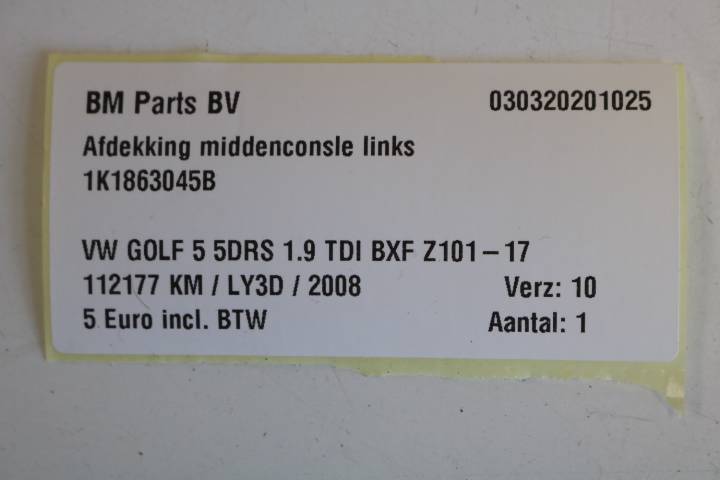 BM Parts BV 030320201025
Afdekking middenconsle links
1K1863045B
VW GOLF 5 5DRS 1.9 TDI BXF Z101-17
112177 KM / LY3D / 2008 Verz: 10
5 Euro incl. BTW Aantal: 1